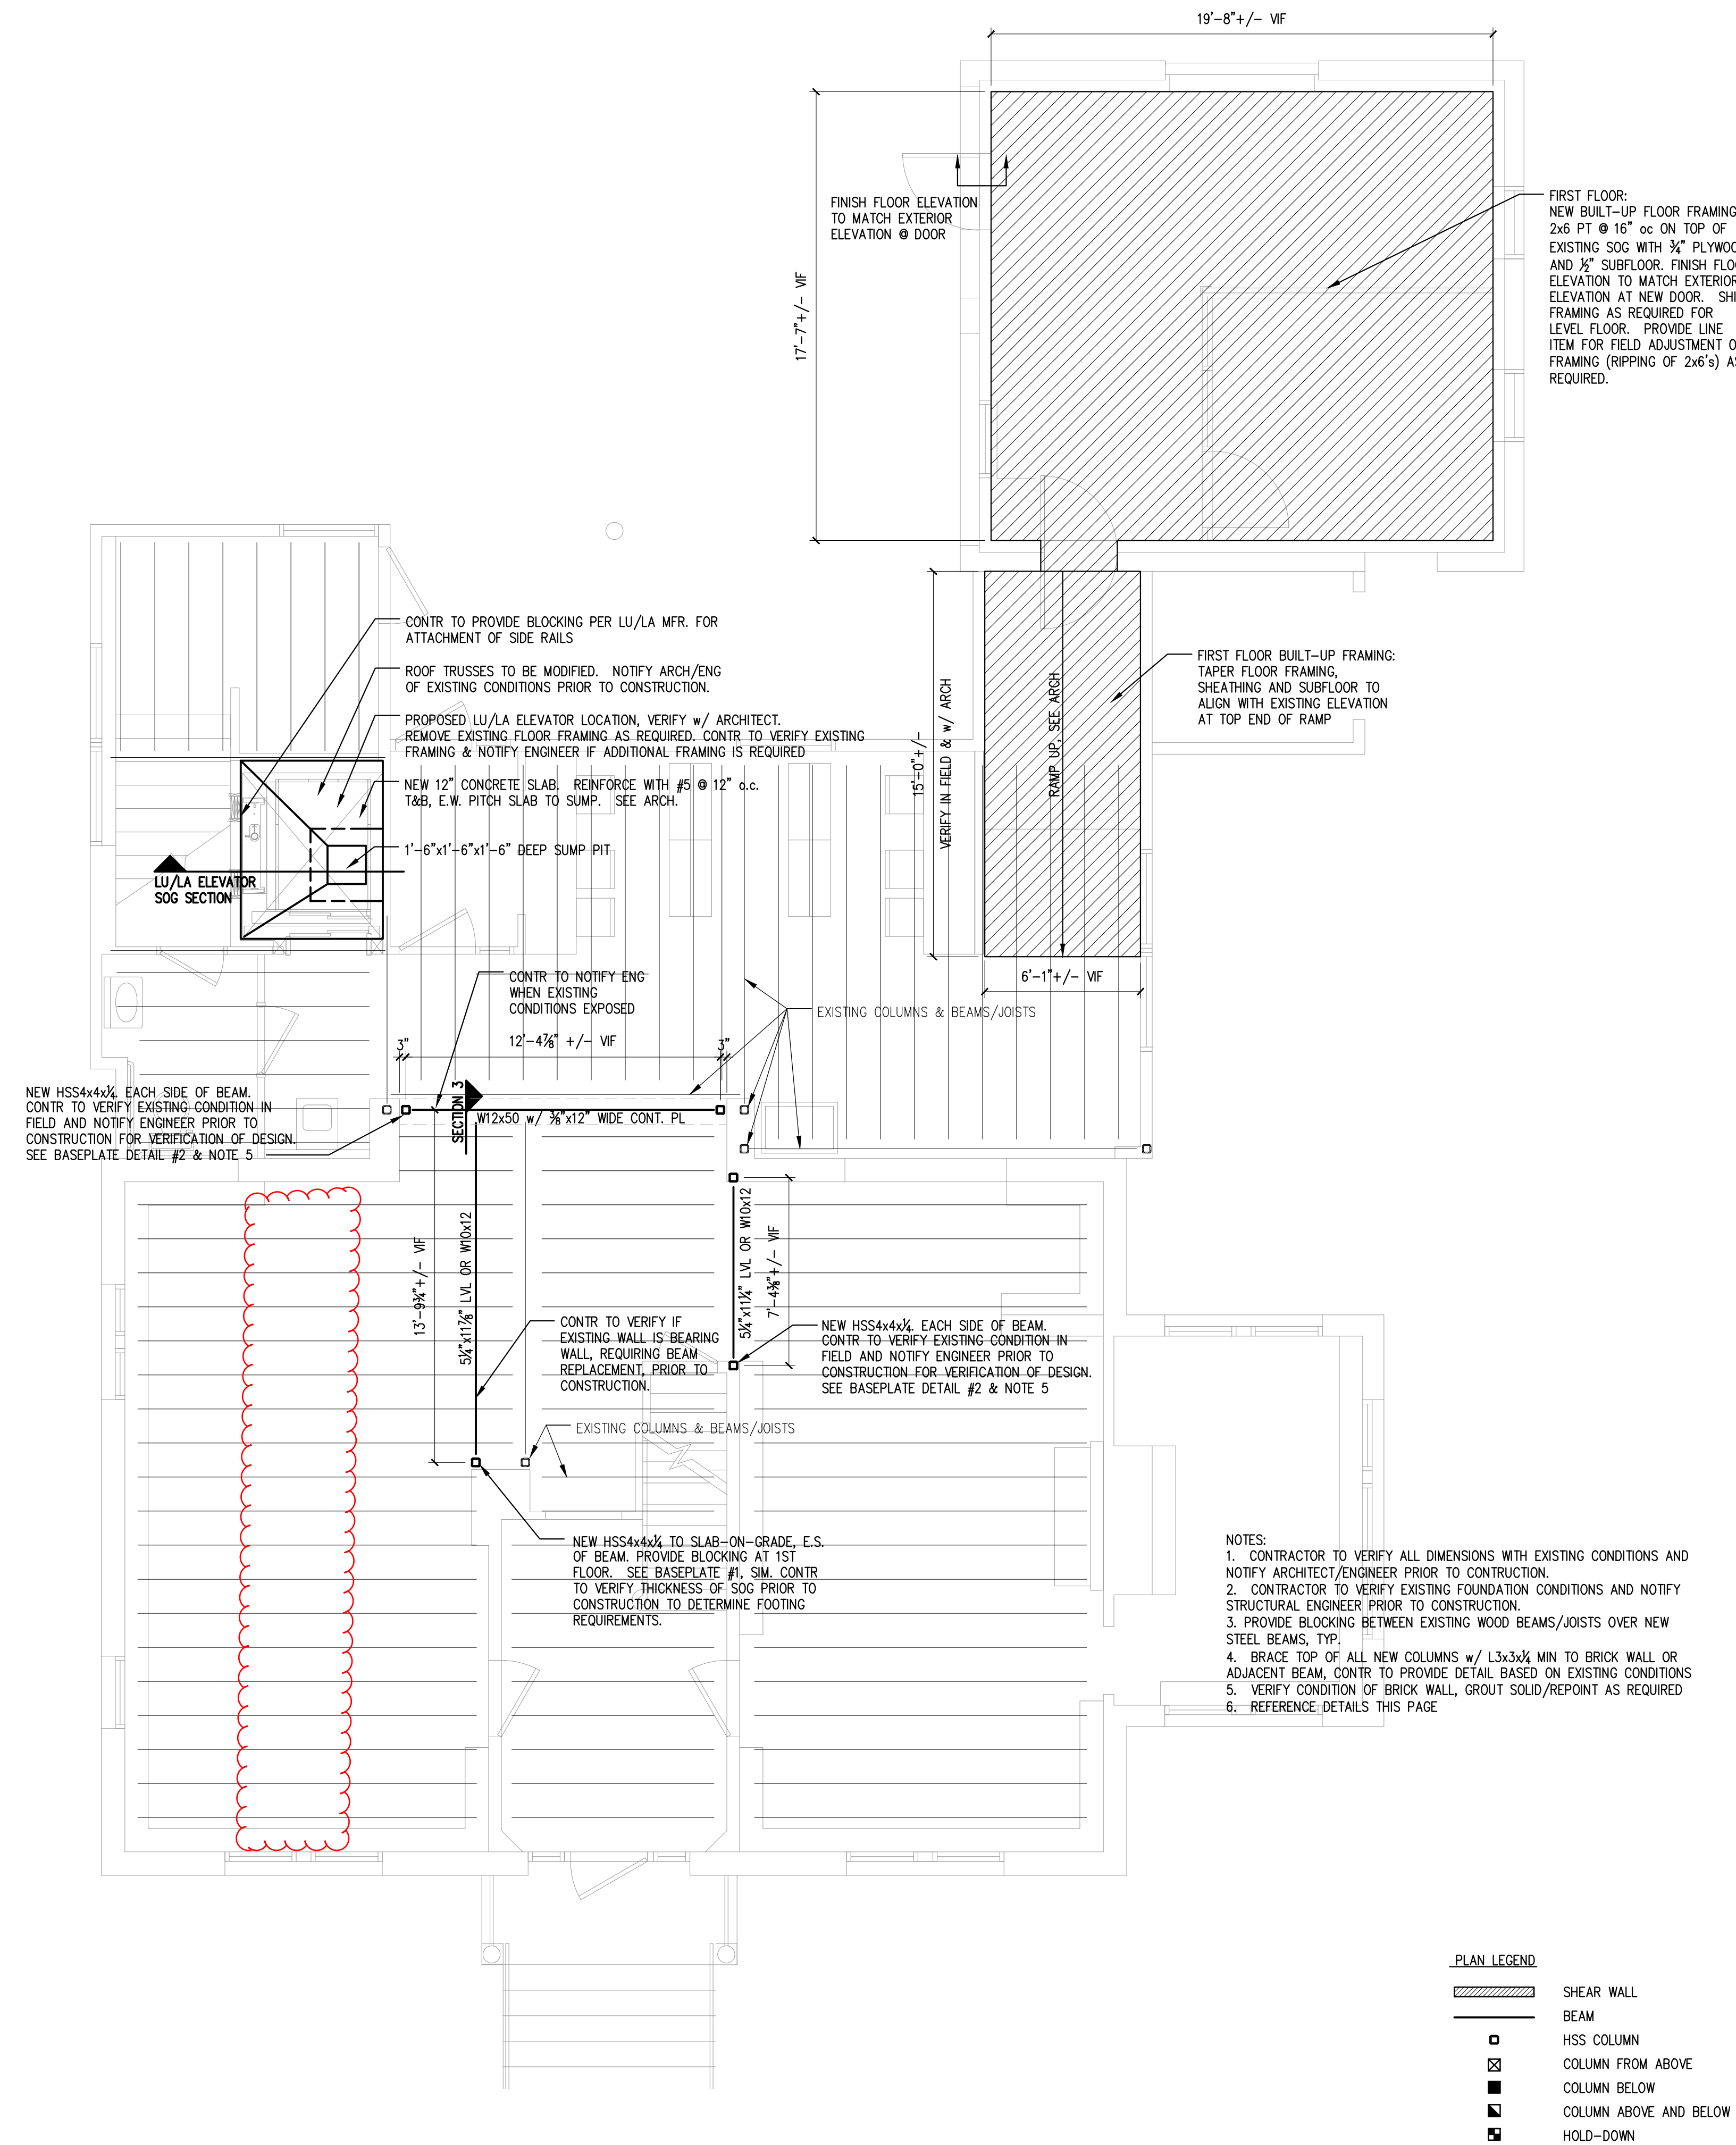 19'-8"+/- VIF
17'-7"+/- VIF
FINISH FLOOR ELEVATION
TO MATCH EXTERIOR
ELEVATION @ DOOR
FIRST FLOOR:
NEW BUILT-UP FLOOR FRAMING
2x6 PT @ 16" oc ON TOP OF
EXISTING SOG WITH ¾"
AND ½" SUBFLOOR. FINISH
ELEVATION TO MATCH EXTERIOR
ELEVATION AT NEW DOOR.
FRAMING AS REQUIRED FOR
LEVEL FLOOR. PROVIDE LINE
ITEM FOR FIELD ADJUSTMENT
FRAMING (RIPPING OF 2x6's)
REQUIRED.
CONTR TO PROVIDE BLOCKING PER LU/LA MFR. FOR
ATTACHMENT OF SIDE RAILS
ROOF TRUSSES TO BE MODIFIED. NOTIFY ARCH/ENG
OF EXISTING CONDITIONS PRIOR TO CONSTRUCTION.
PROPOSED LU/LA ELEVATOR LOCATION, VERIFY w/ ARCHITECT.
REMOVE EXISTING FLOOR FRAMING AS REQUIRED. CONTR TO VERIFY EXISTING
FRAMING & NOTIFY ENGINEER IF ADDITIONAL FRAMING IS REQUIRED
NEW 12" CONCRETE SLAB. REINFORCE WITH #5 @ 12" o.c.
T&B, E.W. PITCH SLAB TO SUMP. SEE ARCH.
1'-6"x1'-6"x1'-6" DEEP SUMP PIT
LU/LA ELEVATOR
SOG SECTION
15'-0"+/-
VERIFY IN FIELD & w/ ARCH
RAMP UP, SEE ARCH
FIRST FLOOR BUILT-UP FRAMING:
TAPER FLOOR FRAMING,
SHEATHING AND SUBFLOOR TO
ALIGN WITH EXISTING ELEVATION
AT TOP END OF RAMP
6'-1"+/- VIF
CONTR TO NOTIFY ENG
WHEN EXISTING
CONDITIONS EXPOSED
EXISTING COLUMNS & BEAMS/JOISTS
3"
12'-4⅞" +/- VIF
3"
NEW HSS4x4x¼ EACH SIDE OF BEAM.
CONTR TO VERIFY EXISTING CONDITION IN
FIELD AND NOTIFY ENGINEER PRIOR TO
CONSTRUCTION FOR VERIFICATION OF DESIGN.
SEE BASEPLATE DETAIL #2 & NOTE 5
SECTION 3
W12x50 w/ ⅜"x12" WIDE CONT. PL
13'-9¾"+/- VIF
5¼"x11⅞" LVL OR W10x12
5¼"x11¼" LVL OR W10x12
7'-4⅜"+/- VIF
CONTR TO VERIFY IF
EXISTING WALL IS BEARING
WALL, REQUIRING BEAM
REPLACEMENT, PRIOR TO
CONSTRUCTION.
NEW HSS4x4x¼ EACH SIDE OF BEAM.
CONTR TO VERIFY EXISTING CONDITION IN
FIELD AND NOTIFY ENGINEER PRIOR TO
CONSTRUCTION FOR VERIFICATION OF DESIGN.
SEE BASEPLATE DETAIL #2 & NOTE 5
EXISTING COLUMNS & BEAMS/JOISTS
NEW HSS4x4x¼ TO SLAB-ON-GRADE, E.S.
OF BEAM. PROVIDE BLOCKING AT 1ST
FLOOR. SEE BASEPLATE #1, SIM. CONTR
TO VERIFY THICKNESS OF SOG PRIOR TO
CONSTRUCTION TO DETERMINE FOOTING
REQUIREMENTS.
NOTES:
1. CONTRACTOR TO VERIFY ALL DIMENSIONS WITH EXISTING CONDITIONS AND
NOTIFY ARCHITECT/ENGINEER PRIOR TO CONTRUCTION.
2. CONTRACTOR TO VERIFY EXISTING FOUNDATION CONDITIONS AND NOTIFY
STRUCTURAL ENGINEER PRIOR TO CONSTRUCTION.
3. PROVIDE BLOCKING BETWEEN EXISTING WOOD BEAMS/JOISTS OVER NEW
STEEL BEAMS, TYP.
4. BRACE TOP OF ALL NEW COLUMNS w/ L3x3x¼ MIN TO BRICK WALL OR
ADJACENT BEAM, CONTR TO PROVIDE DETAIL BASED ON EXISTING CONDITIONS
5. VERIFY CONDITION OF BRICK WALL, GROUT SOLID/REPOINT AS REQUIRED
6. REFERENCE DETAILS THIS PAGE
PLAN LEGEND
SHEAR WALL
BEAM
HSS COLUMN
COLUMN FROM ABOVE
COLUMN BELOW
COLUMN ABOVE AND BELOW
HOLD-DOWN